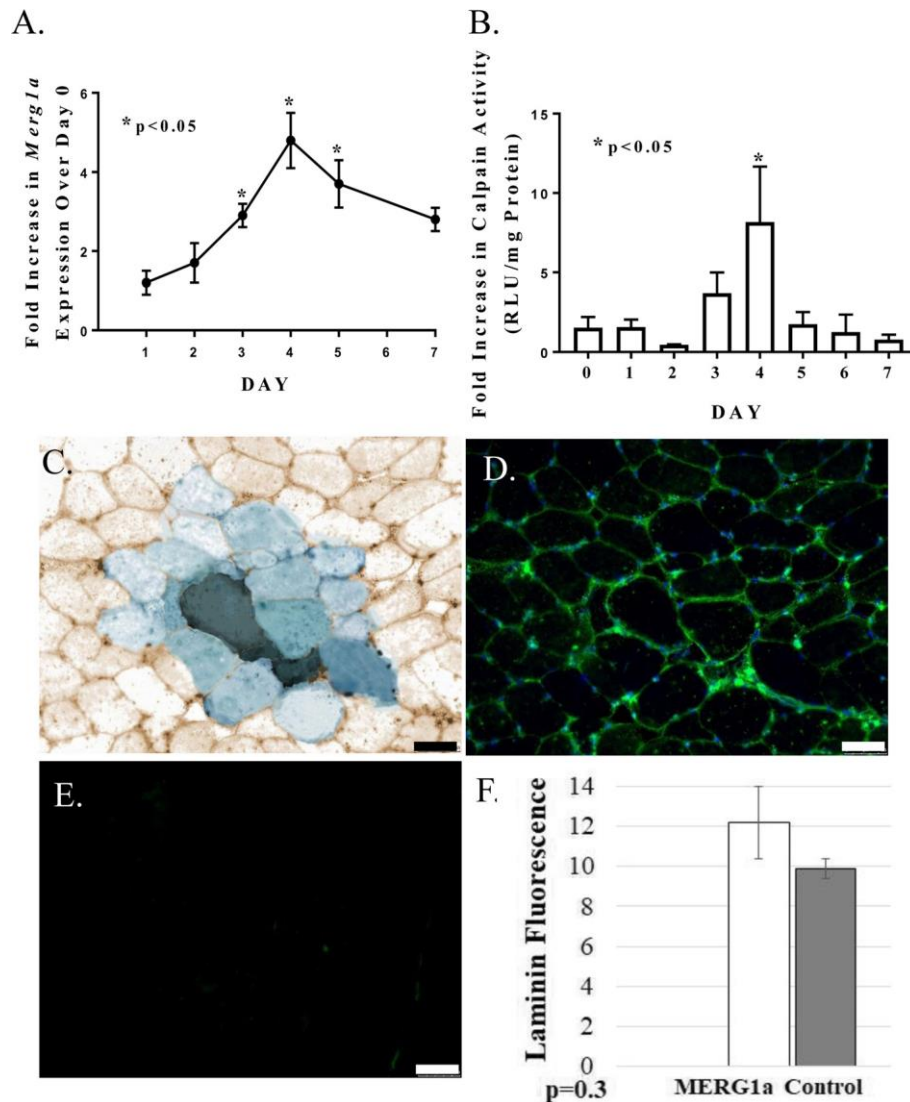 A.
Fold Increase in Merg1a
Expression Over Day 0
6
4
2
0
* p<0.05
*
*
*
1 2 3 4 5 6 7
DAY
B.
Fold Increase in Calpain Activity
(RLU/mg Protein)
15
10
5
0
* p<0.05
*
0 1 2 3 4 5 6 7
DAY
C.
D.
E.
F.
Laminin Fluorescence
14
12
10
8
6
4
2
0
p=0.3
MERG1a Control